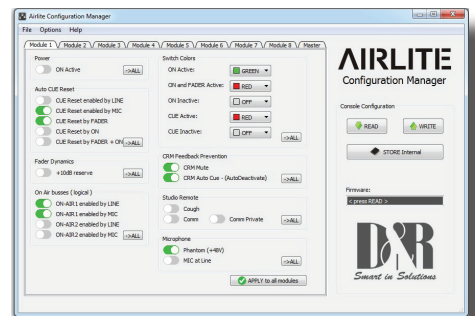 Airlite Configuration Manager
File Options Help
Module 1 Module 2 Module 3 Module 4 Module 5 Module 6 Module 7 Module 8 Master
Power
ON Active ->ALL
Auto CUE Reset
CUE Reset enabled by LINE
CUE Reset enabled by MIC
CUE Reset by FADER
CUE Reset by ON
CUE Reset by FADER + ON ->ALL
Fader Dynamics
+10dB reserve ->ALL
On Air busses ( logical )
ON-AIR1 enabled by LINE
ON-AIR1 enabled by MIC
ON-AIR2 enabled by LINE
ON-AIR2 enabled by MIC ->ALL
Switch Colors
ON Active: GREEN
ON and FADER Active: RED
ON Inactive: OFF
CUE Active: RED
CUE Inactive: OFF
->ALL
CRM Feedback Prevention
CRM Mute
CRM Auto Cue - (AutoDeactivate) ->ALL
Studio Remote
Cough
Comm Comm Private ->ALL
Microphone
Phantom (+48V)
MIC at Line ->ALL
APPLY to all modules
AIRLITE
Configuration Manager
Console Configuration
READ WRITE
STORE Internal
Firmware:
< press READ >
D&R
Smart in Solutions